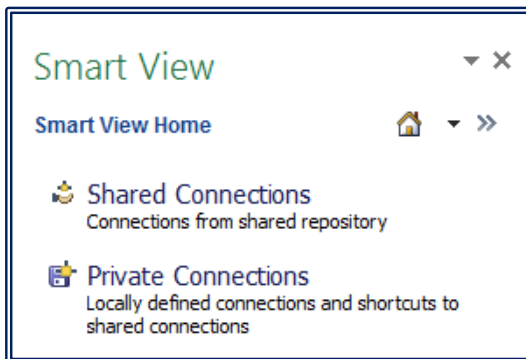 Smart View
Smart View Home
Shared Connections
Connections from shared repository
Private Connections
Locally defined connections and shortcuts to
shared connections